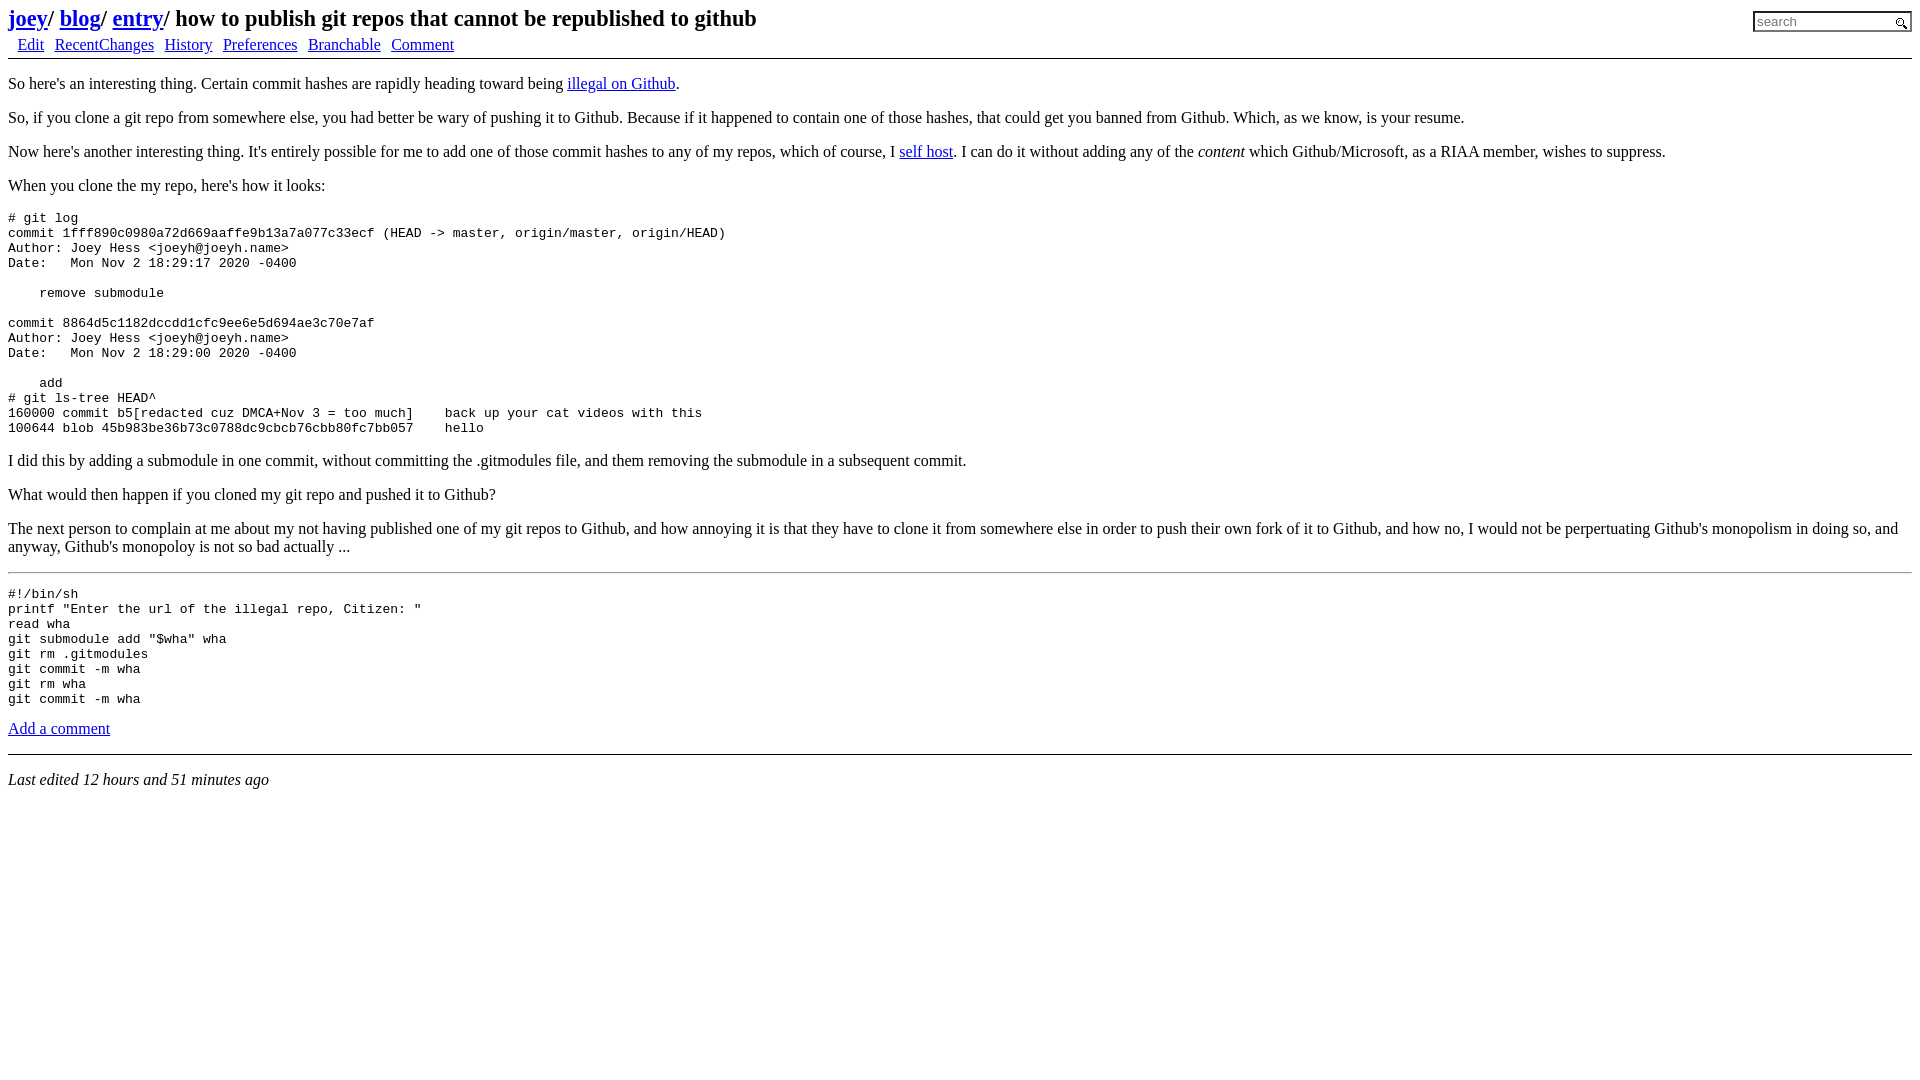 joey/ blog/ entry/ how to publish git repos that cannot be republished to github
search
Edit RecentChanges History Preferences Branchable Comment
So here's an interesting thing. Certain commit hashes are rapidly heading toward being illegal on Github.
So, if you clone a git repo from somewhere else, you had better be wary of pushing it to Github. Because if it happened to contain one of those hashes, that could get you banned from Github. Which, as we know, is your resume.
Now here's another interesting thing. It's entirely possible for me to add one of those commit hashes to any of my repos, which of course, I self host. I can do it without adding any of the content which Github/Microsoft, as a RIAA member, wishes to suppress.
When you clone the my repo, here's how it looks:
# git log
commit 1fff890c0980a72d669aaffe9b13a7a077c33ecf (HEAD -> master, origin/master, origin/HEAD)
Author: Joey Hess <joeyh@joeyh.name>
Date:   Mon Nov 2 18:29:17 2020 -0400
    remove submodule
commit 8864d5c1182dccdd1cfc9ee6e5d694ae3c70e7af
Author: Joey Hess <joeyh@joeyh.name>
Date:   Mon Nov 2 18:29:00 2020 -0400
    add
# git ls-tree HEAD^
160000 commit b5[redacted cuz DMCA+Nov 3 = too much]    back up your cat videos with this
100644 blob 45b983be36b73c0788dc9cbcb76cbb80fc7bb057    hello
I did this by adding a submodule in one commit, without committing the .gitmodules file, and them removing the submodule in a subsequent commit.
What would then happen if you cloned my git repo and pushed it to Github?
The next person to complain at me about my not having published one of my git repos to Github, and how annoying it is that they have to clone it from somewhere else in order to push their own fork of it to Github, and how no, I would not be perpertuating Github's monopolism in doing so, and
anyway, Github's monopoloy is not so bad actually ...
#!/bin/sh
printf "Enter the url of the illegal repo, Citizen: "
read wha
git submodule add "$wha" wha
git rm .gitmodules
git commit -m wha
git rm wha
git commit -m wha
Add a comment
Last edited 12 hours and 51 minutes ago